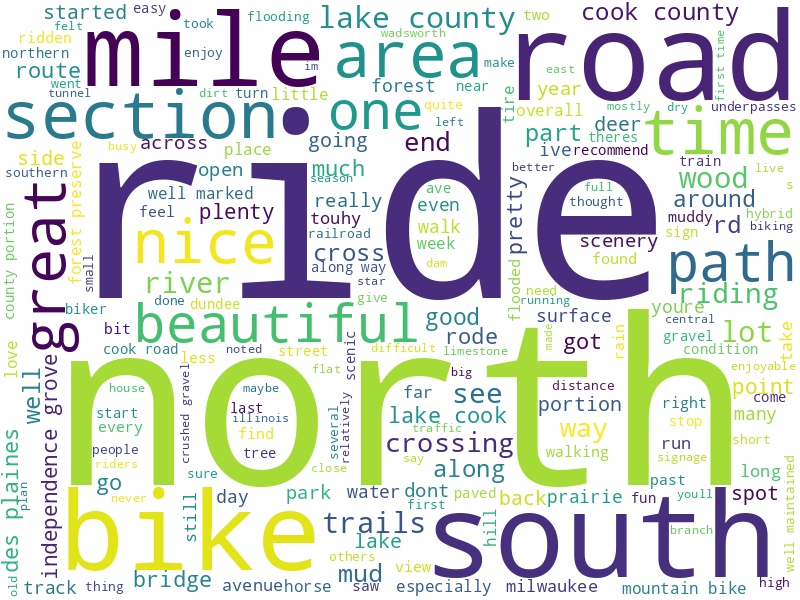 started easy took flooding lake county two cook county
ridden felt mile area wadsworth make road first time
northern enjoy im forest near east
route went turn little year
tunnel dirt quite tire mostly dry underpasses
section one left overall time
busy going end part deer theres
side across place ive recommend
southern open much train live s
forest preserve well marked really ave even season full wood
great feel plenty touhy walk pretty better thought around hybrid
county portion nice railroad week scenery muddy rd sign biking
ride cross along way dam found path
small river star flooded need youre
done dundee give running riding
biker beautiful good surface central
bit rode got rain gravel lot
cook road less noted street scenic difficult limestone made condition take
love independence grove house maybe flat big enjoyable
well crushed gravel far see distance point
start last lake cook portion right come
every illinois several relatively traffic way stop many
people find tree crossing run signage short
des plaines riders close say walking past
go sure along long well maintained
north park water dont back paved prairie fun youll spot
plan never day first hill
old still bike trails south branch
mud others lake view
track thing bridge avenue horse saw especially milwaukee mountain bike high